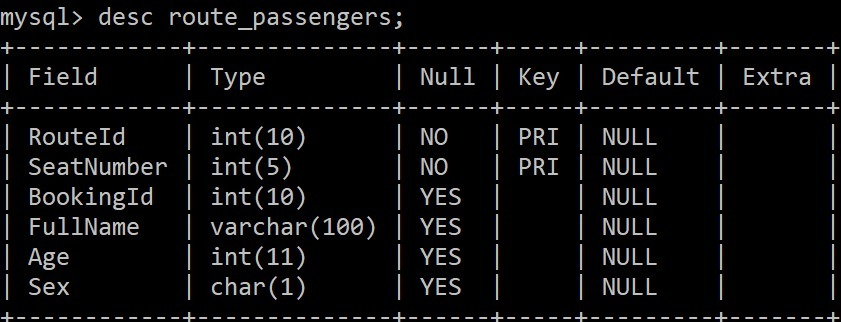 mysql> desc route_passengers;
+------------+--------------+------+-----+---------+-------+
| Field      | Type         | Null | Key | Default | Extra |
+------------+--------------+------+-----+---------+-------+
| RouteId    | int(10)      | NO   | PRI | NULL    |       |
| SeatNumber | int(5)       | NO   | PRI | NULL    |       |
| BookingId  | int(10)      | YES  |     | NULL    |       |
| FullName   | varchar(100) | YES  |     | NULL    |       |
| Age        | int(11)      | YES  |     | NULL    |       |
| Sex        | char(1)      | YES  |     | NULL    |       |
+------------+--------------+------+-----+---------+-------+